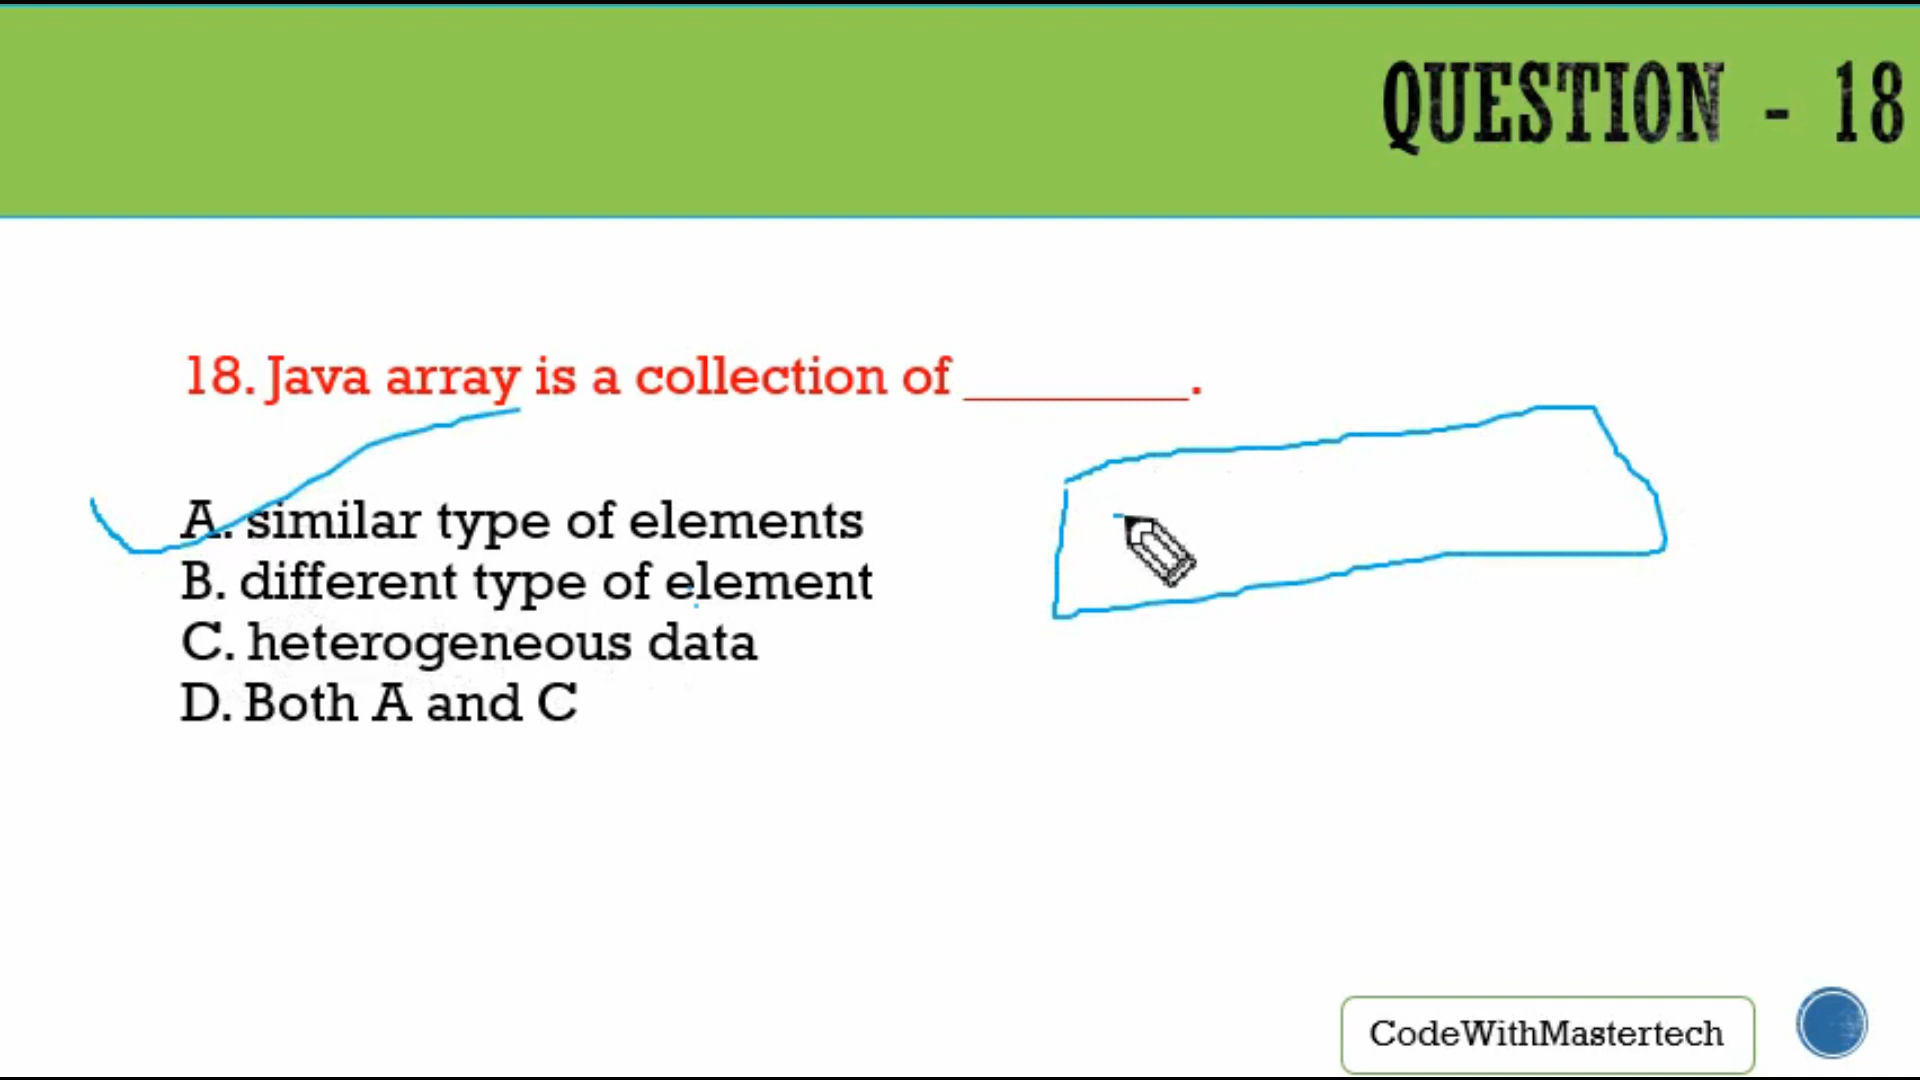 QUESTION - 18
18. Java array is a collection of ________.
A. similar type of elements
B. different type of element
C. heterogeneous data
D. Both A and C
CodeWithMastertech